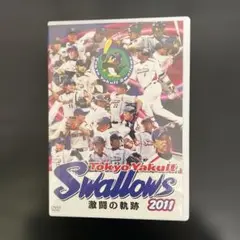 Tokyo Yakult
Swallows
2011
激闘の軌跡
DVD